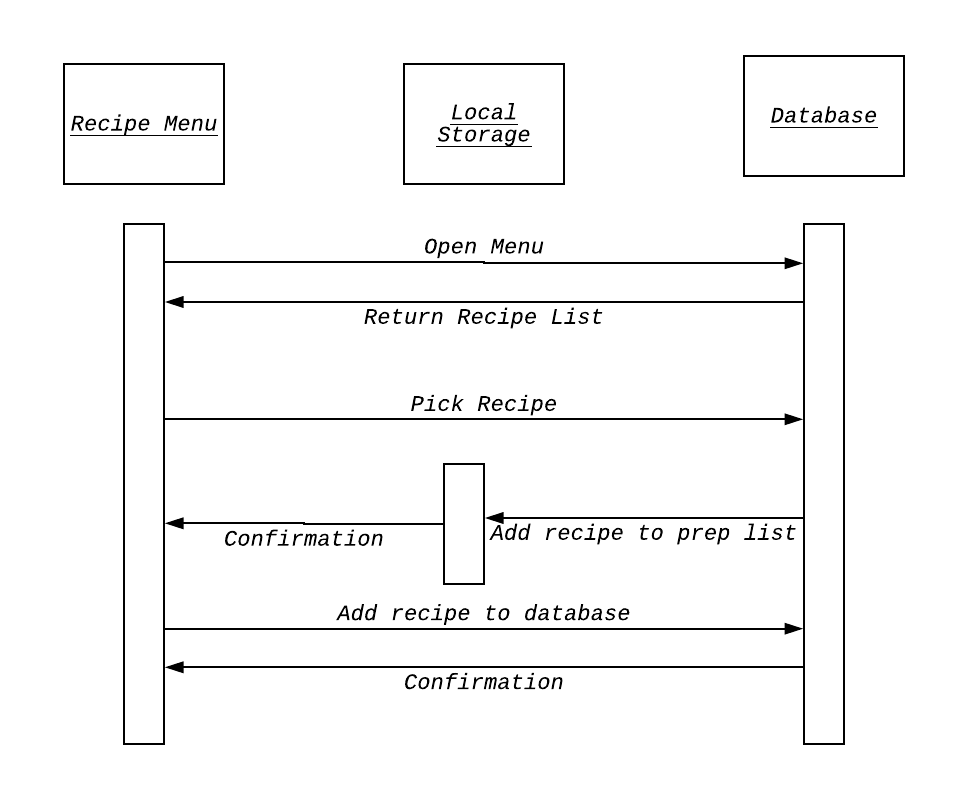 Recipe Menu
Local
Storage
Database
Open Menu
Return Recipe List
Pick Recipe
Add recipe to prep list
Confirmation
Add recipe to database
Confirmation